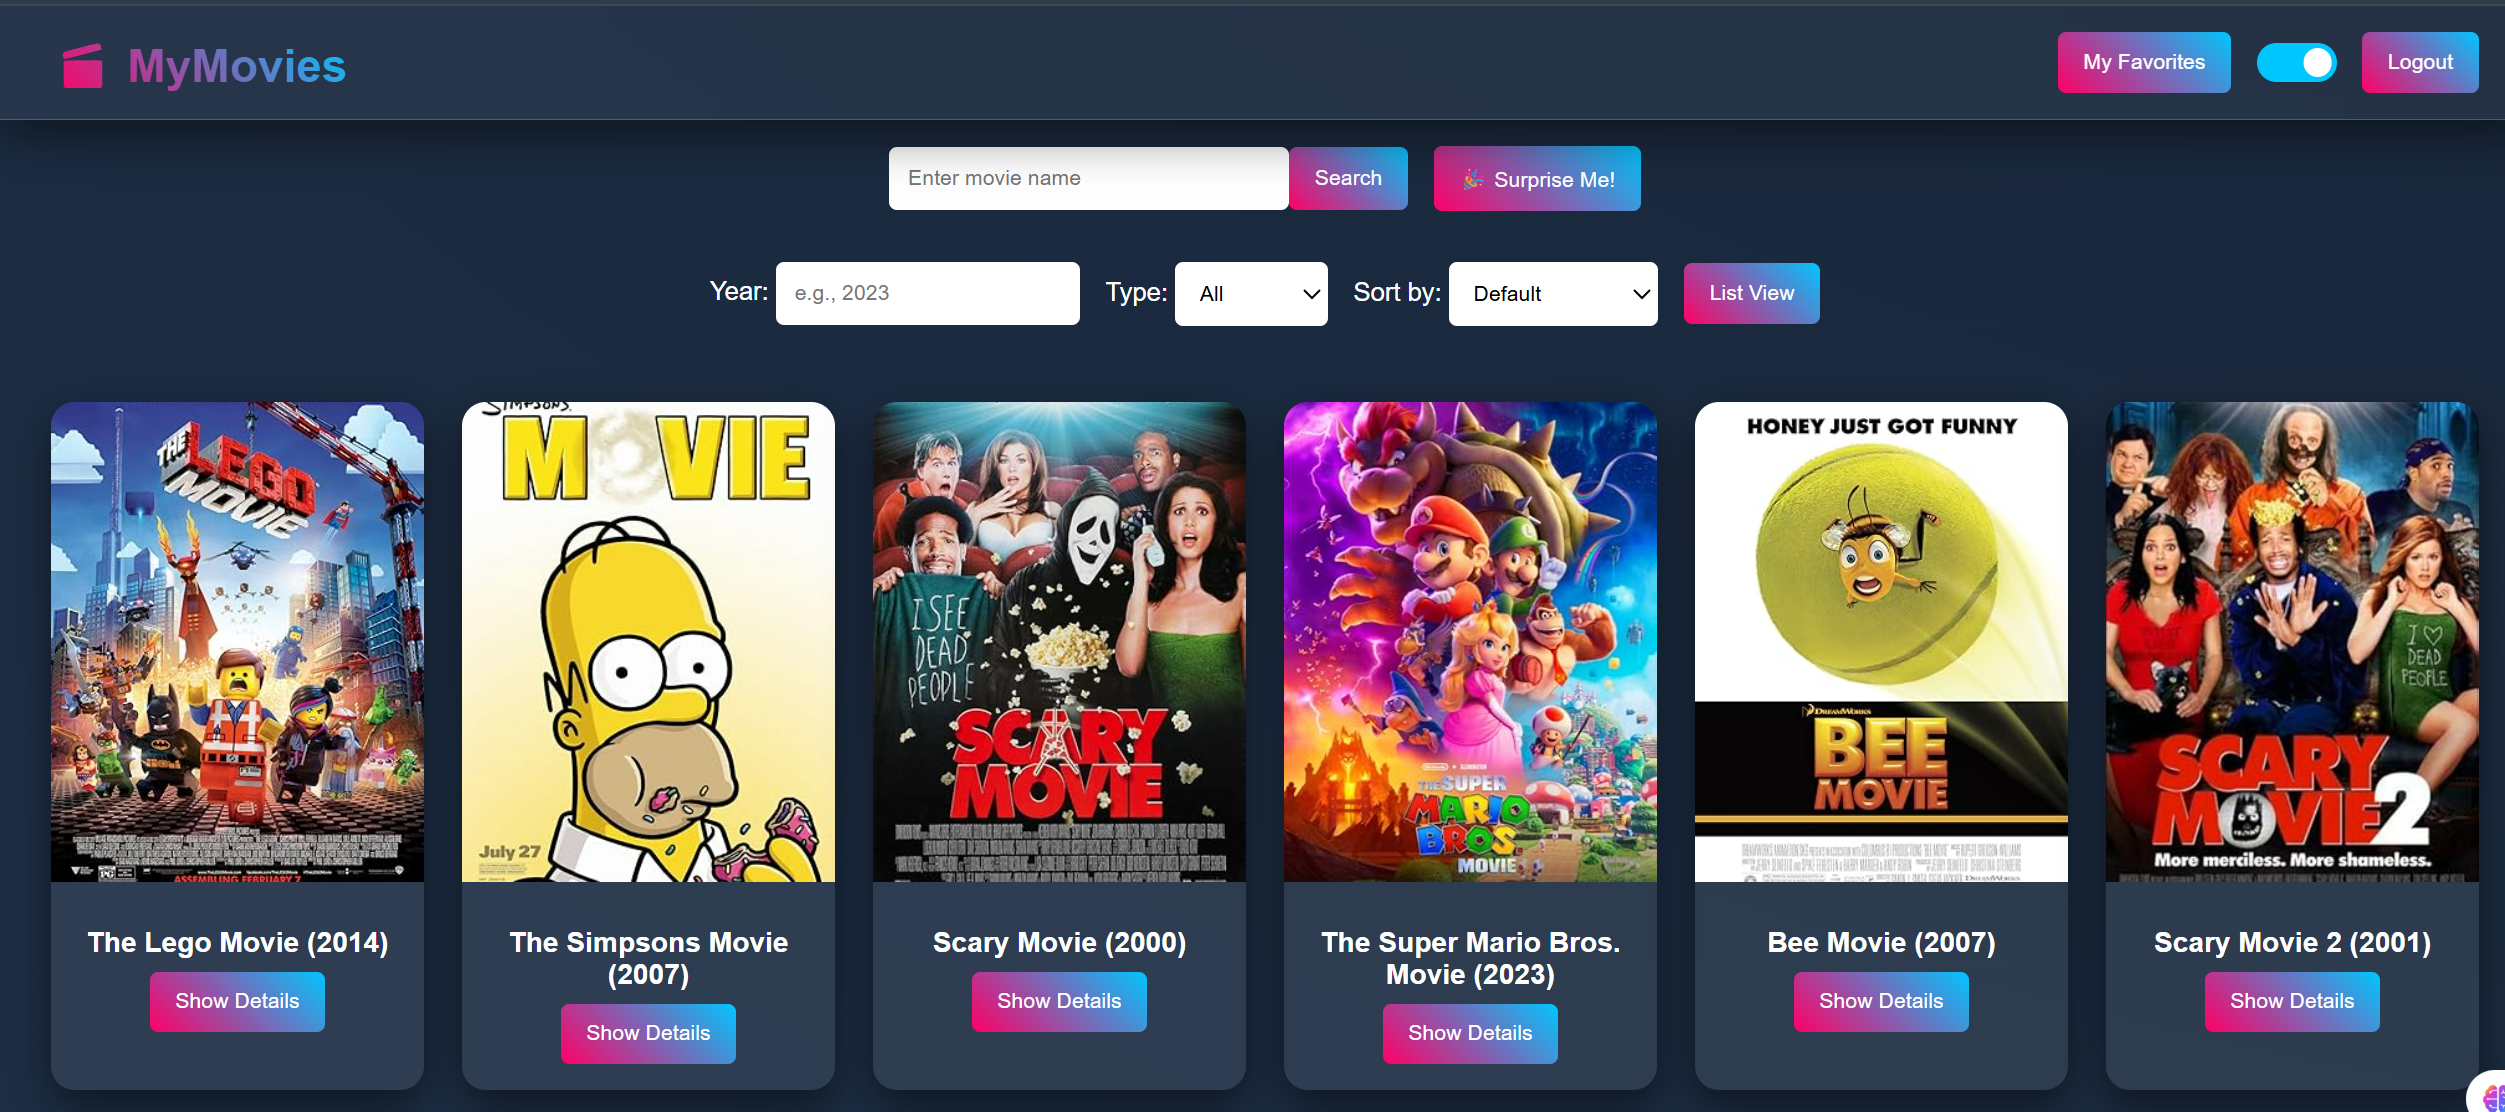 MyMovies
My Favorites
Logout
Enter movie name
Search
🎉 Surprise Me!
Year:
e.g., 2023
Type:
All
Sort by:
Default
List View
THE
LEGO
MOVIE
PG
ASSEMBLING FEBRUARY 7
SIMPSONS
MOVIE
July 27
I SEE
DEAD
PEOPLE
SCARY
MOVIE
THE SUPER
MARIO
BROS.
MOVIE
HONEY JUST GOT FUNNY
DREAMWORKS
BEE
MOVIE
I ♡
DEAD
PEOPLE
SCARY
MOVIE 2
More merciless. More shameless.
The Lego Movie (2014)
Show Details
The Simpsons Movie
(2007)
Show Details
Scary Movie (2000)
Show Details
The Super Mario Bros.
Movie (2023)
Show Details
Bee Movie (2007)
Show Details
Scary Movie 2 (2001)
Show Details